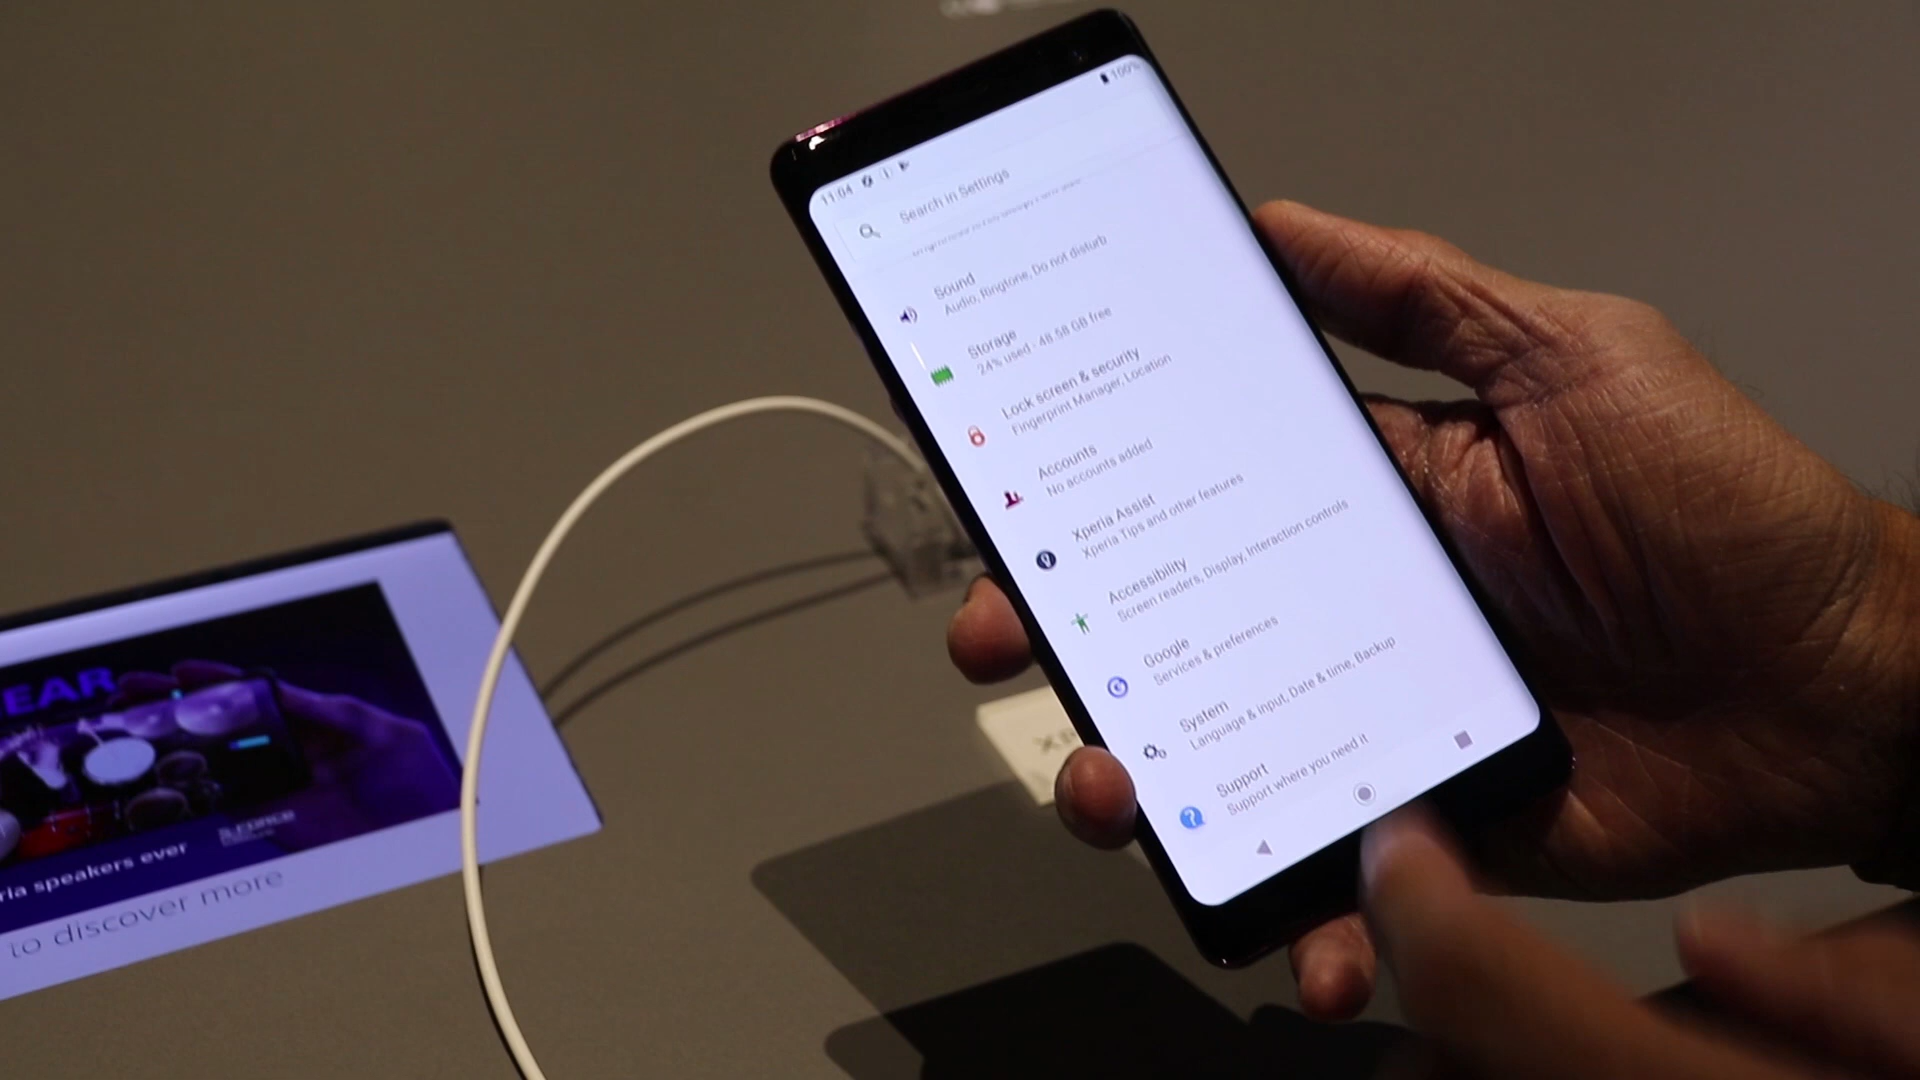 11:04
100%
Search in Settings
Sound
Audio, Ringtone, Do not disturb
Storage
24% used - 48.58 GB free
Lock screen & security
Fingerprint Manager, Location
Accounts
No accounts added
Xperia Assist
Xperia Tips and other features
Accessibility
Screen readers, Display, Interaction controls
Google
Services & preferences
System
Language & input, Date & time, Backup
Support
Support where you need it
EAR
ria speakers ever
to discover more